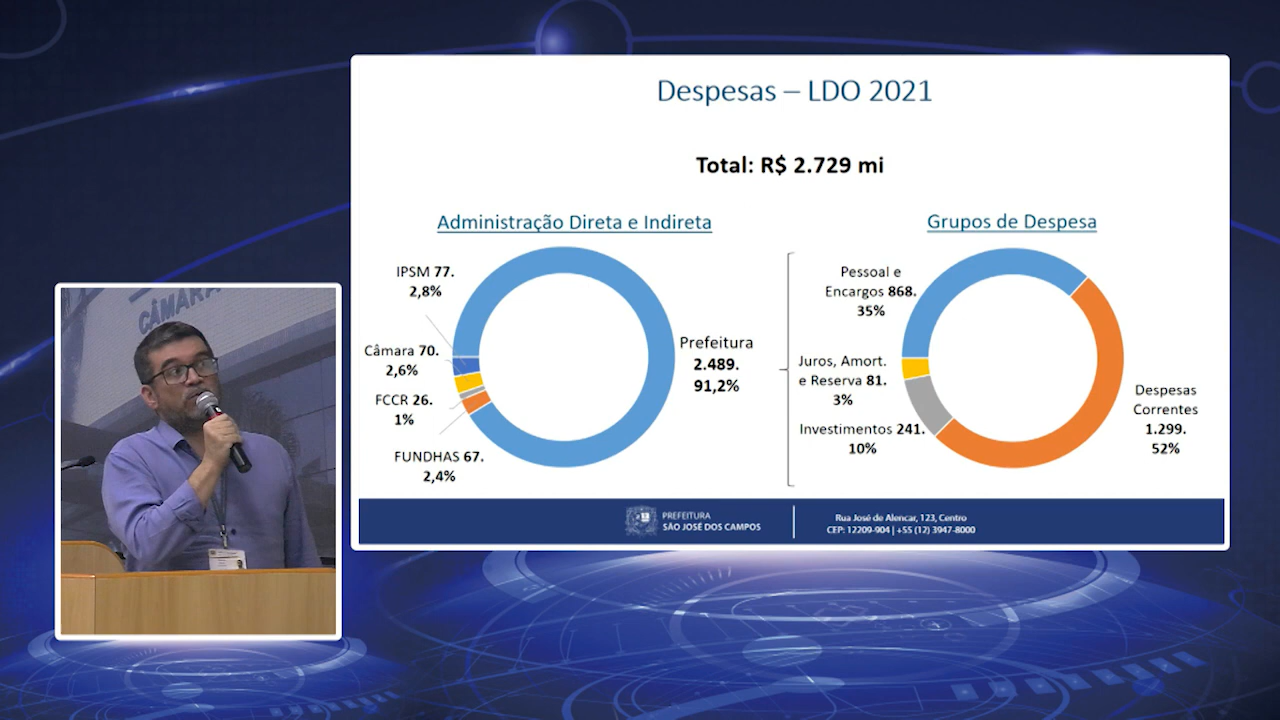 Despesas – LDO 2021
Total: R$ 2.729 mi
Administração Direta e Indireta
IPSM 77.
2,8%
Câmara 70.
2,6%
FCCR 26.
1%
FUNDHAS 67.
2,4%
Prefeitura
2.489.
91,2%
Grupos de Despesa
Pessoal e
Encargos 868.
35%
Juros, Amort.
e Reserva 81.
3%
Investimentos 241.
10%
Despesas
Correntes
1.299.
52%
CÂMARA
PREFEITURA
SÃO JOSÉ DOS CAMPOS
Rua José de Alencar, 123, Centro
CEP: 12209-904 | +55 (12) 3947-8000